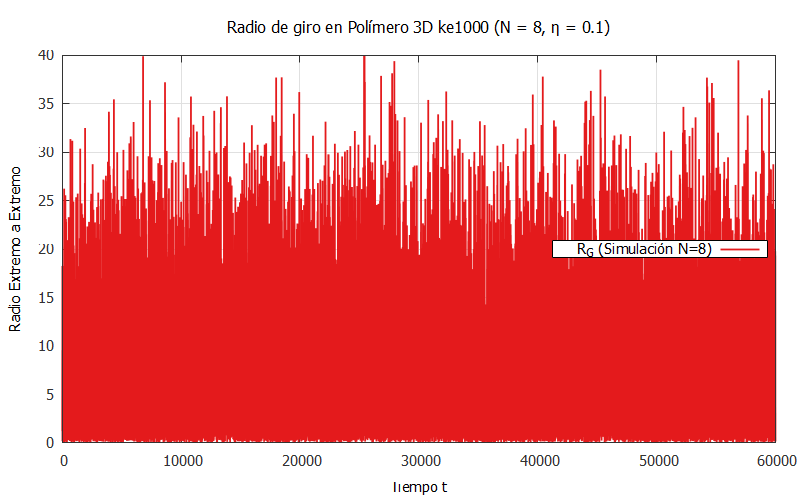 Radio de giro en Polímero 3D ke1000 (N = 8, η = 0.1)
40
35
30
25
20
15
10
5
0
Radio Extremo a Extremo
R_G (Simulación N=8)
0 10000 20000 30000 40000 50000 60000
Tiempo t